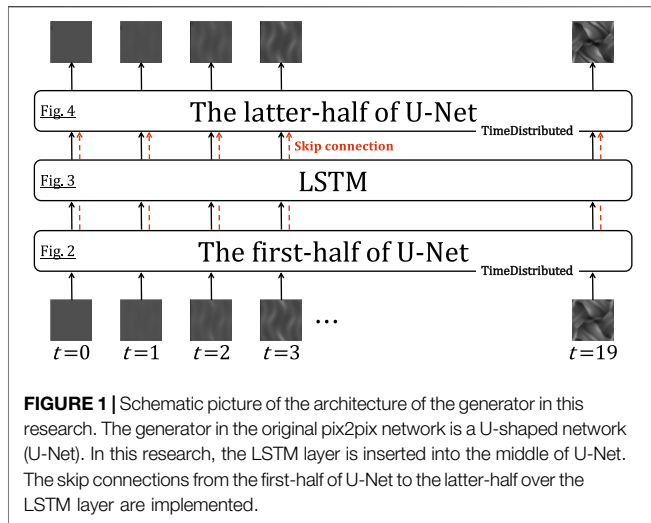 Fig. 4
The latter-half of U-Net
TimeDistributed
Skip connection
Fig. 3
LSTM
Fig. 2
The first-half of U-Net
TimeDistributed
...
t=0 t=1 t=2 t=3 t=19
FIGURE 1 | Schematic picture of the architecture of the generator in this
research. The generator in the original pix2pix network is a U-shaped network
(U-Net). In this research, the LSTM layer is inserted into the middle of U-Net.
The skip connections from the first-half of U-Net to the latter-half over the
LSTM layer are implemented.